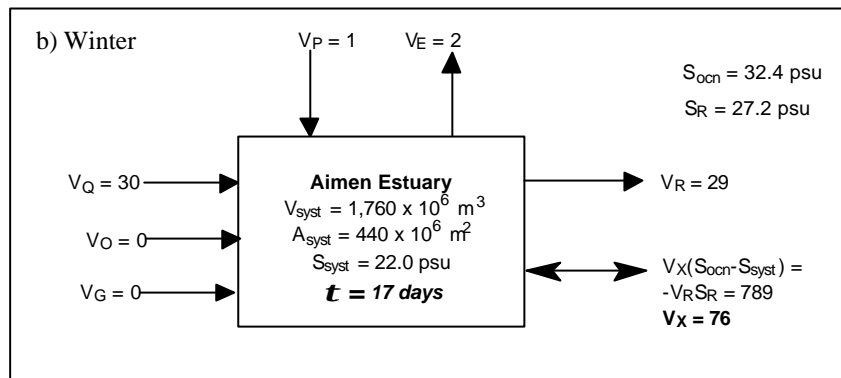 b) Winter
V_P = 1
V_E = 2
S_ocn = 32.4 psu
S_R = 27.2 psu
V_Q = 30
V_O = 0
V_G = 0
Aimen Estuary
V_syst = 1,760 x 10^6 m^3
A_syst = 440 x 10^6 m^2
S_syst = 22.0 psu
t = 17 days
V_R = 29
V_X(S_ocn-S_syst) =
-V_RS_R = 789
V_X = 76